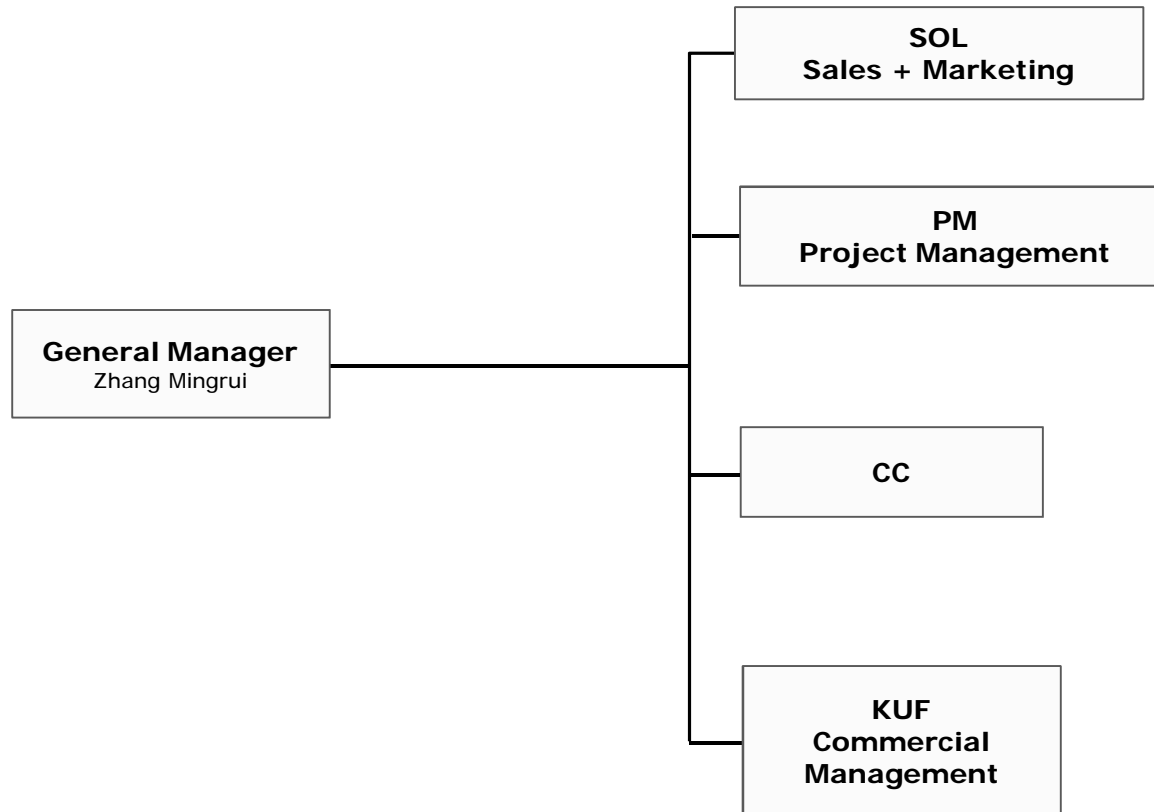 SOL
Sales + Marketing
PM
Project Management
General Manager
Zhang Mingrui
CC
KUF
Commercial
Management